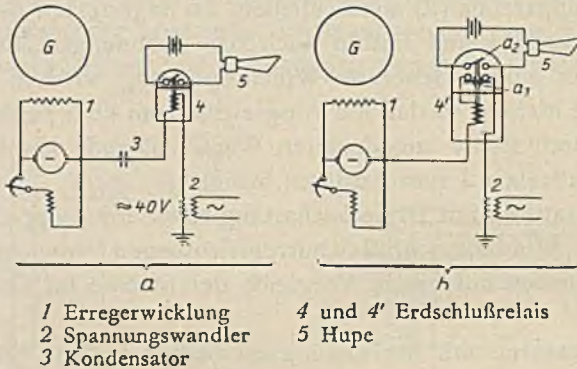 G
G
a₂
5
5
1
4
1
4'
a₁
3
2
≈40V
2
a
b
1 Erregerwicklung
2 Spannungswandler
3 Kondensator
4 und 4' Erdschlußrelais
5 Hupe